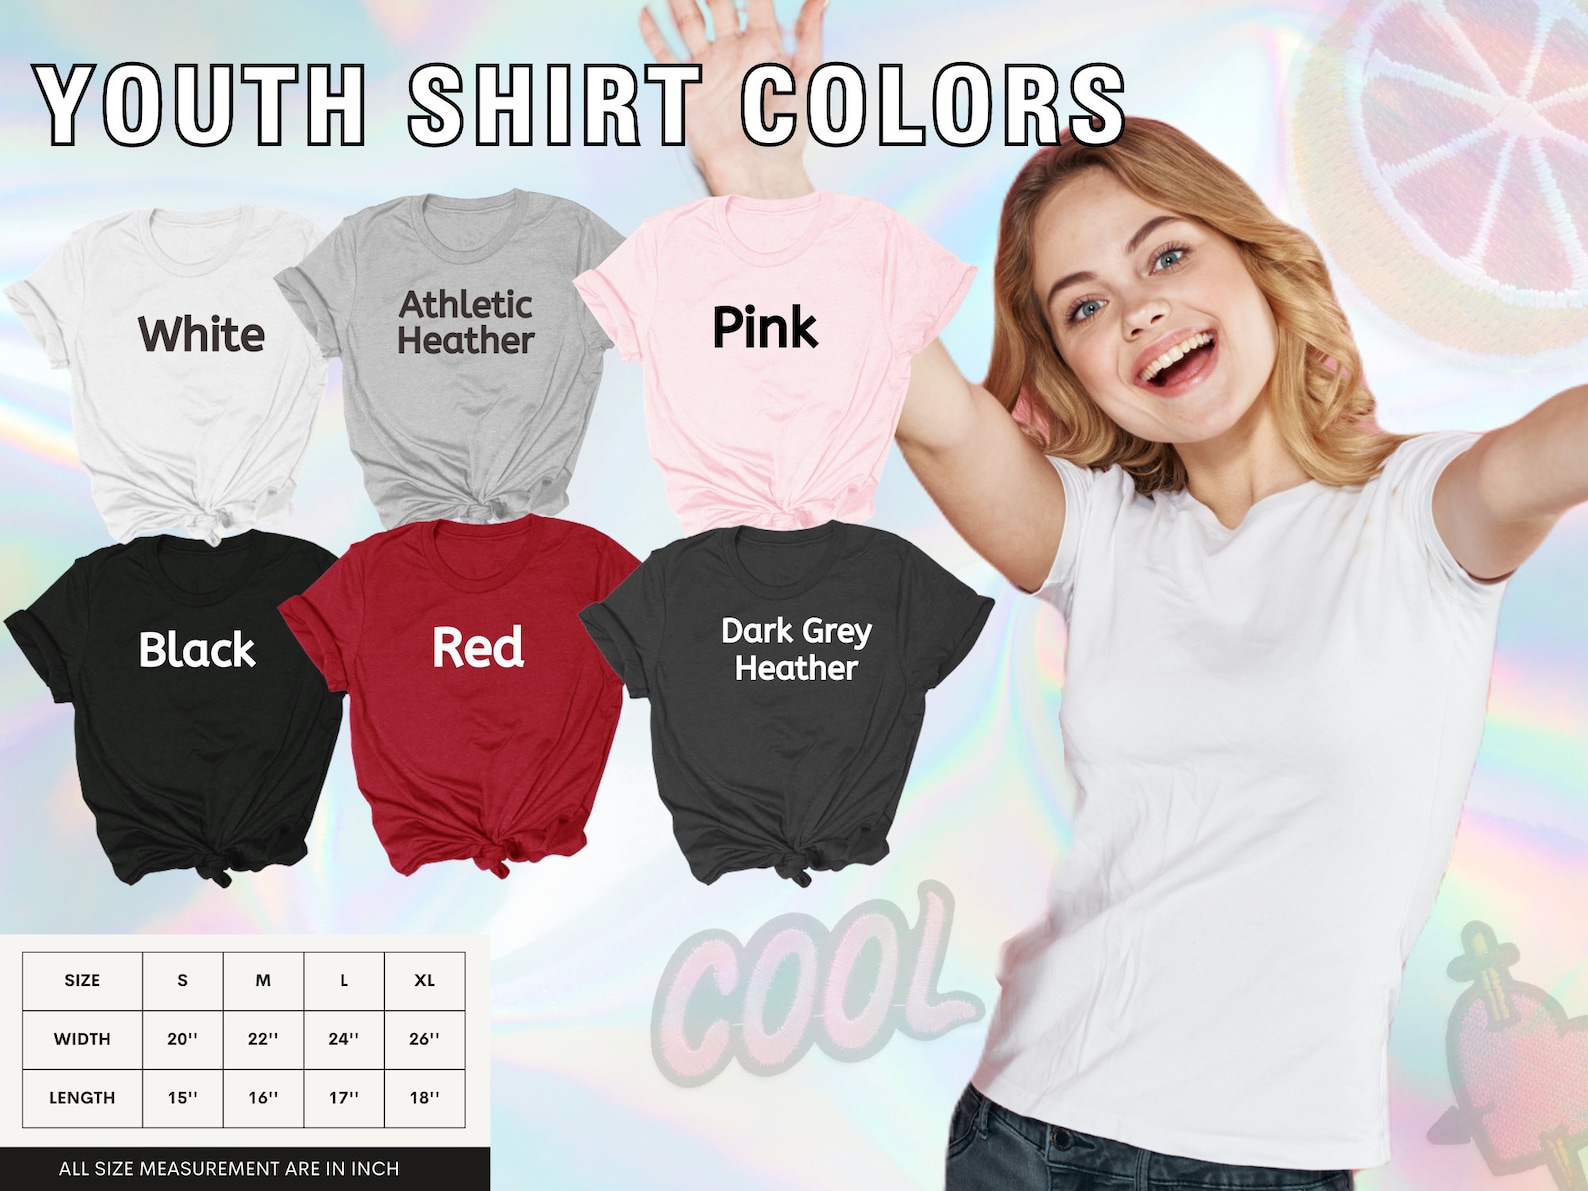 YOUTH SHIRT COLORS
White
Athletic
Heather
Pink
Black
Red
Dark Grey
Heather
COOL
SIZE S M L XL
WIDTH 20'' 22'' 24'' 26''
LENGTH 15'' 16'' 17'' 18''
ALL SIZE MEASUREMENT ARE IN INCH